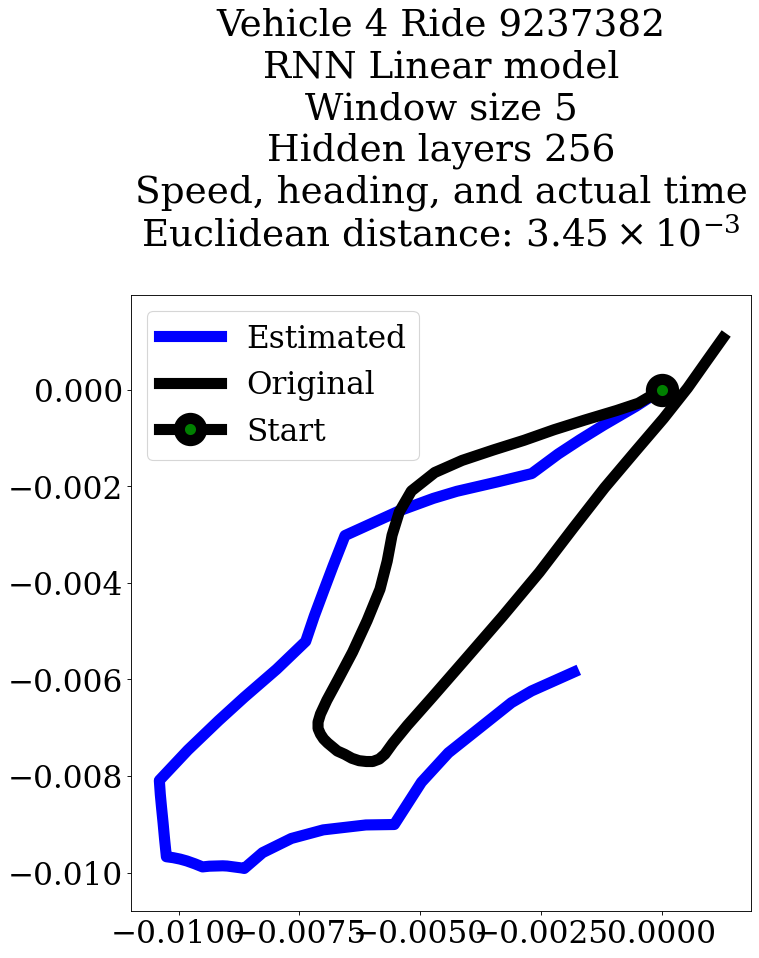 Vehicle 4 Ride 9237382
RNN Linear model
Window size 5
Hidden layers 256
Speed, heading, and actual time
Euclidean distance: 3.45 × 10⁻³
Estimated
Original
Start
0.000
−0.002
−0.004
−0.006
−0.008
−0.010
−0.0100 −0.0075 −0.0050 −0.0025 0.0000